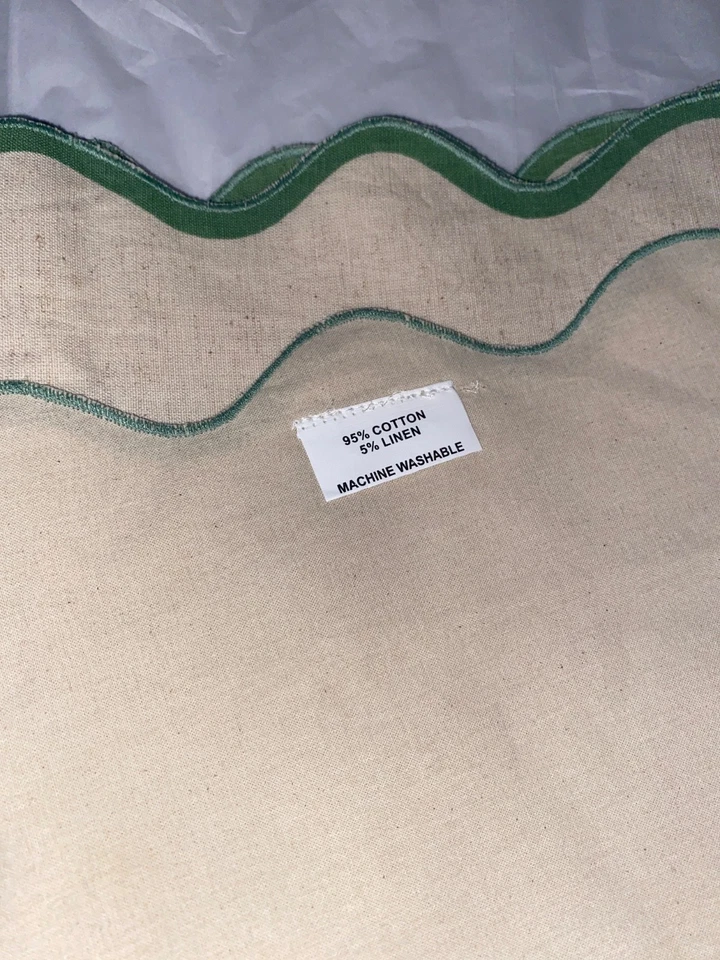 95% COTTON
5% LINEN
MACHINE WASHABLE